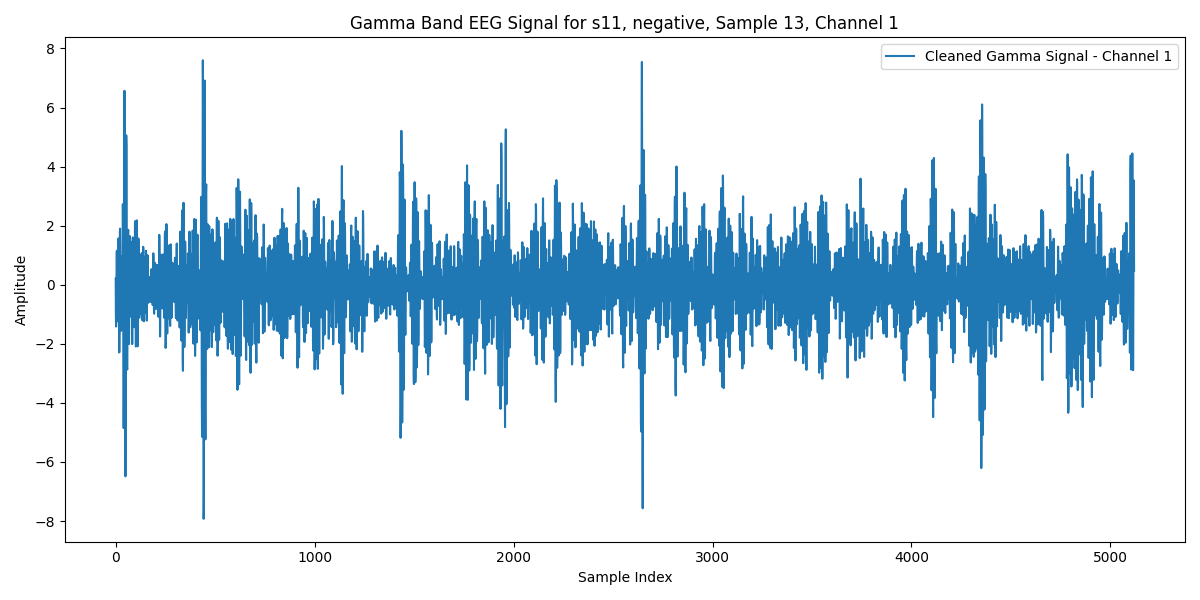 Gamma Band EEG Signal for s11, negative, Sample 13, Channel 1
Cleaned Gamma Signal - Channel 1
8
6
4
2
0
−2
−4
−6
−8
Amplitude
0 1000 2000 3000 4000 5000
Sample Index